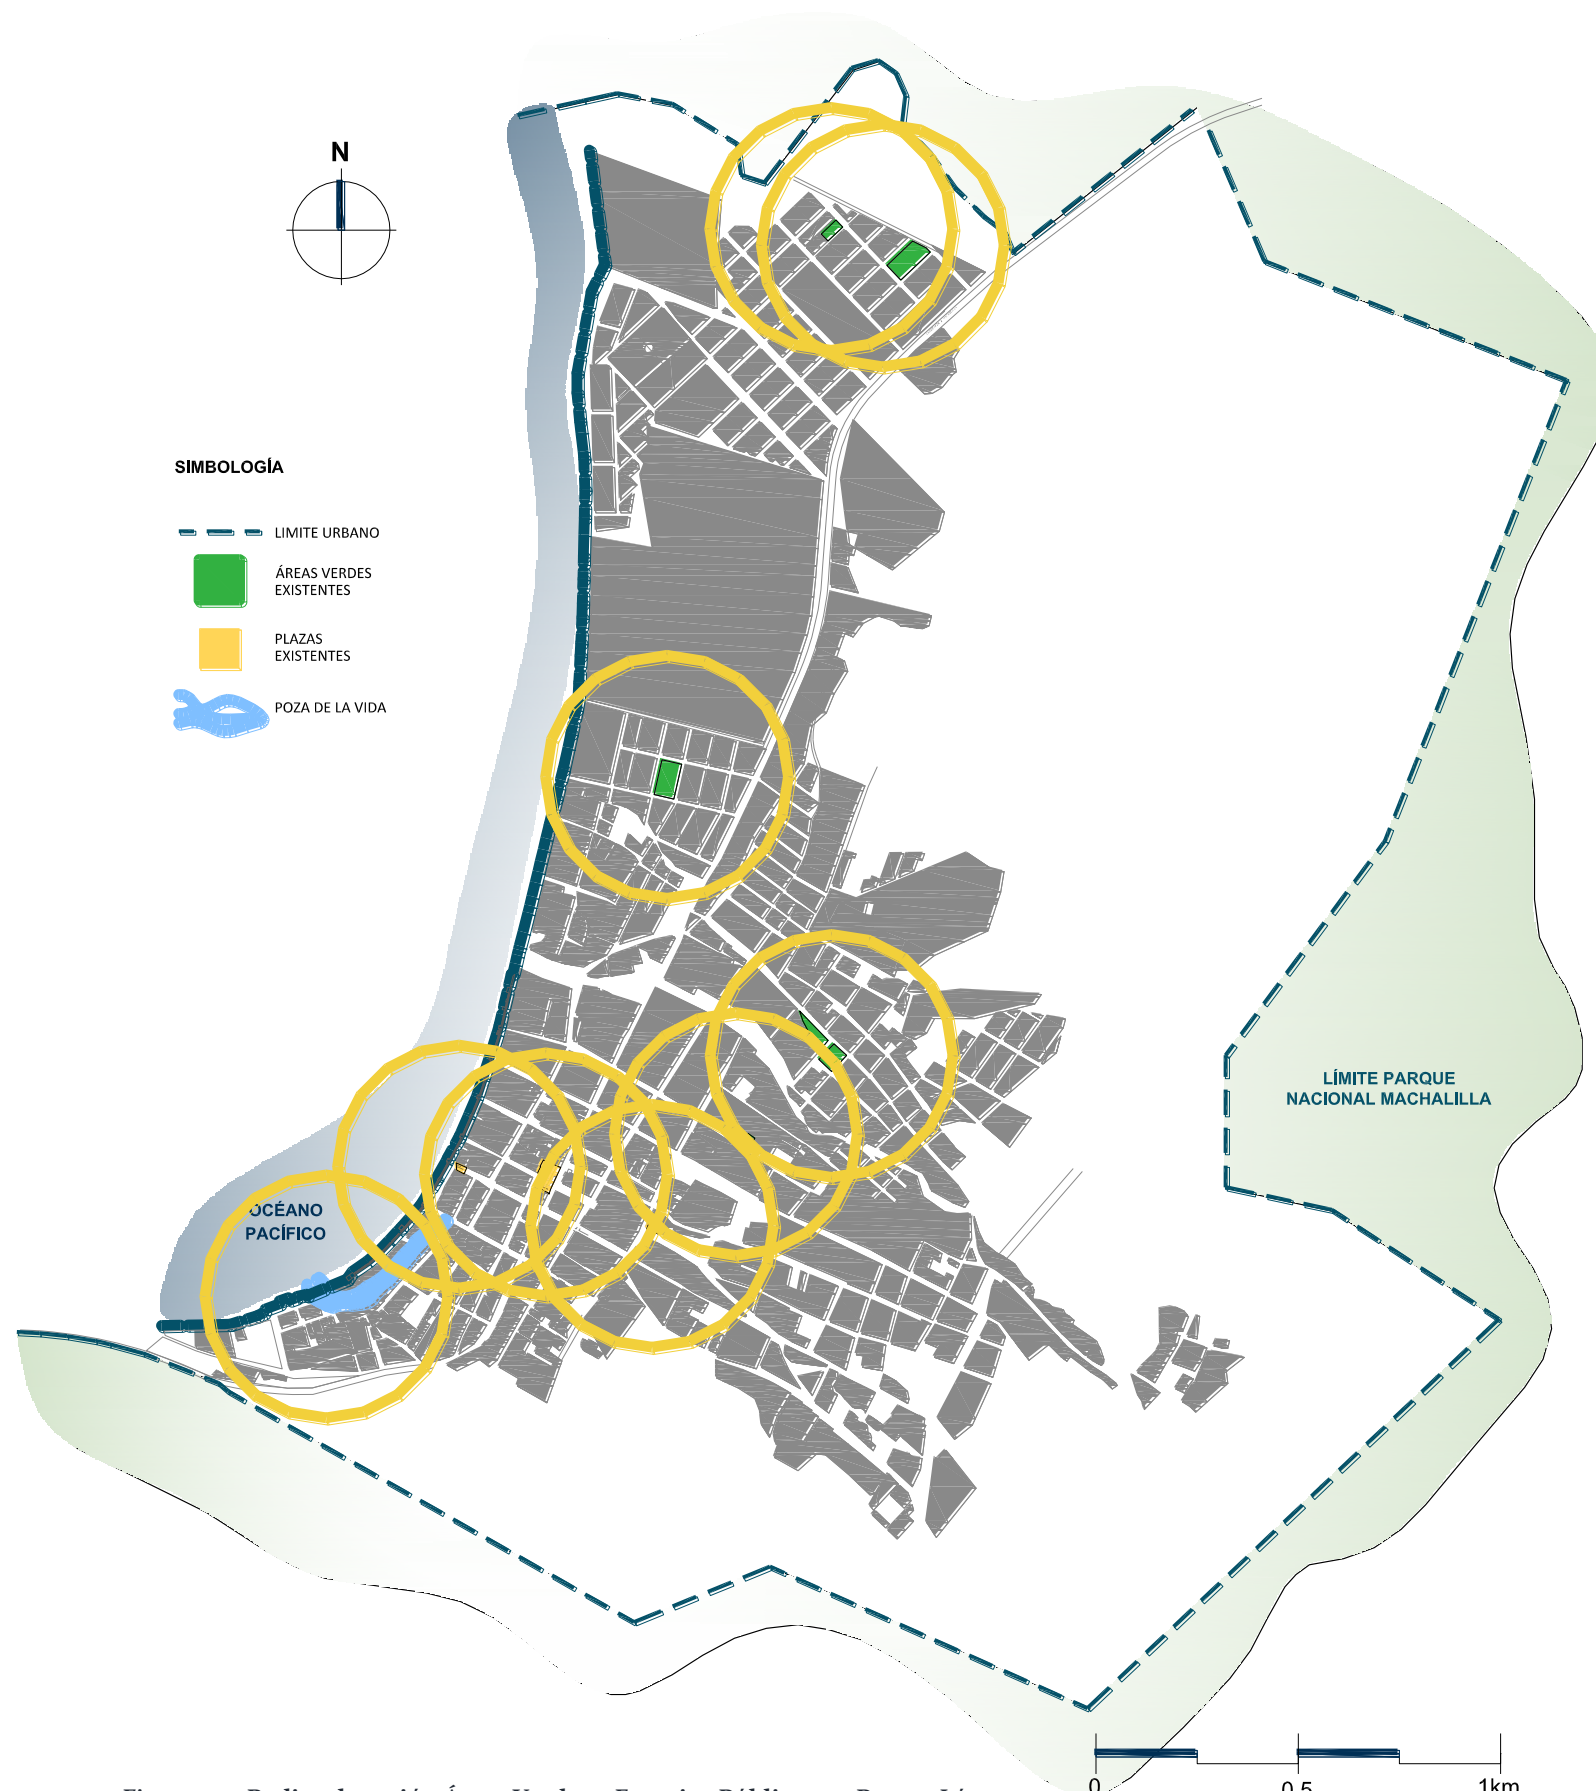 N
SIMBOLOGÍA
LIMITE URBANO
ÁREAS VERDES
EXISTENTES
PLAZAS
EXISTENTES
POZA DE LA VIDA
LÍMITE PARQUE
NACIONAL MACHALILLA
OCÉANO
PACÍFICO
0 0.5 1km